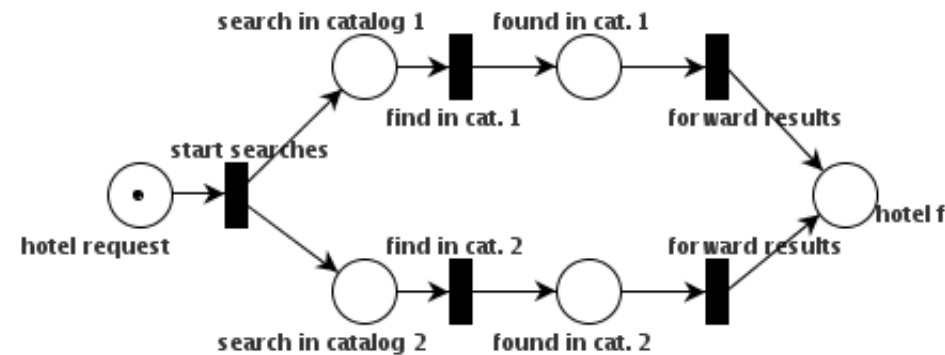 search in catalog 1
found in cat. 1
find in cat. 1
forward results
start searches
hotel request
hotel f
find in cat. 2
forward results
search in catalog 2
found in cat. 2